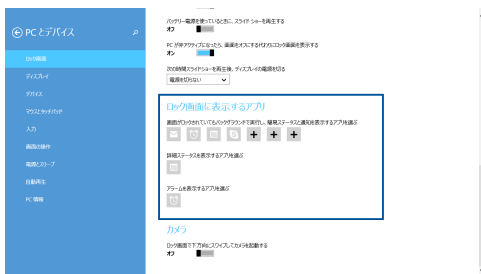 PC とデバイス
ロック画面
ディスプレイ
デバイス
マウスとタッチパッド
入力
画面の操作
電源とスリープ
自動再生
PC 情報
バッテリー電源を使っているときに、スライド ショーを再生する
オフ
PC が非アクティブになったら、画面をオフにする代わりにロック画面を表示する
オン
次の時間スライドショーを再生後、ディスプレイの電源を切る
電源を切らない
ロック画面に表示するアプリ
画面がロックされていてもバックグラウンドで実行し、簡易ステータスと通知を表示するアプリを選ぶ
詳細ステータスを表示するアプリを選ぶ
アラームを表示するアプリを選ぶ
カメラ
ロック画面で下方向にスワイプしてカメラを起動する
オフ